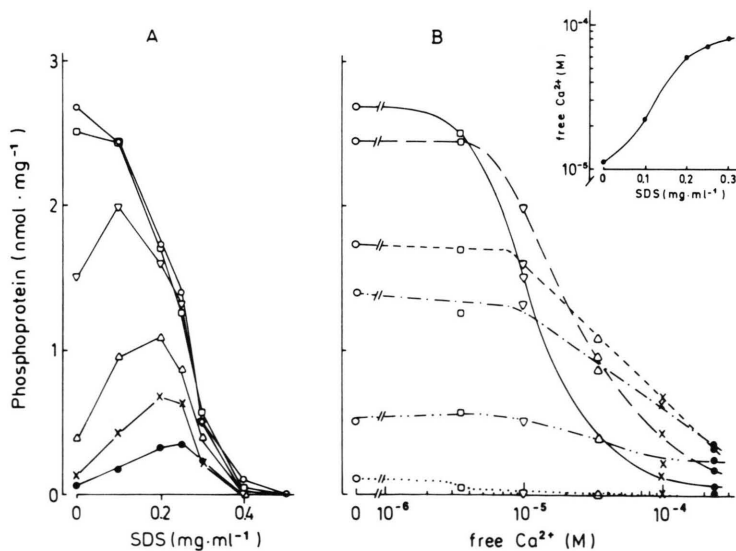 A
B
Phosphoprotein (nmol · mg⁻¹)
3
2
1
0
0
0.2
0.4
SDS (mg·ml⁻¹)
0
10⁻⁶
10⁻⁵
10⁻⁴
free Ca²⁺ (M)
free Ca²⁺ (M)
10⁻⁴
10⁻⁵
0
0.1
0.2
0.3
SDS (mg·ml⁻¹)